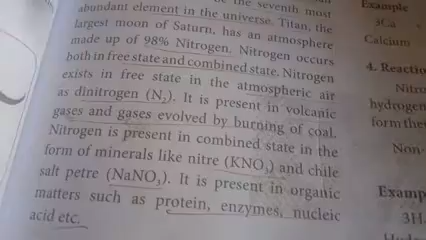 the seventh most
abundant element in the universe. Titan, the
largest moon of Saturn, has an atmosphere
made up of 98% Nitrogen. Nitrogen occurs
both in free state and combined state. Nitrogen
exists in free state in the atmospheric air
as dinitrogen (N₂). It is present in volcanic
gases and gases evolved by burning of coal.
Nitrogen is present in combined state in the
form of minerals like nitre (KNO₃) and chile
salt petre (NaNO₃). It is present in organic
matters such as protein, enzymes, nucleic
acid etc.
Example
3Ca
Calcium
4. Reactio
Nitro
hydrogen
form the
Non
Examp
3H